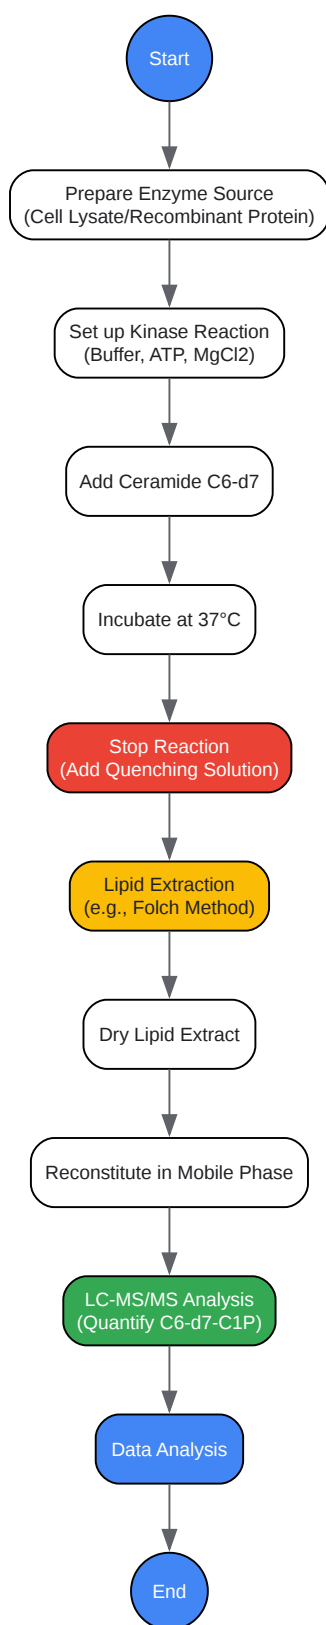 Start
Prepare Enzyme Source
(Cell Lysate/Recombinant Protein)
Set up Kinase Reaction
(Buffer, ATP, MgCl2)
Add Ceramide C6-d7
Incubate at 37°C
Stop Reaction
(Add Quenching Solution)
Lipid Extraction
(e.g., Folch Method)
Dry Lipid Extract
Reconstitute in Mobile Phase
LC-MS/MS Analysis
(Quantify C6-d7-C1P)
Data Analysis
End